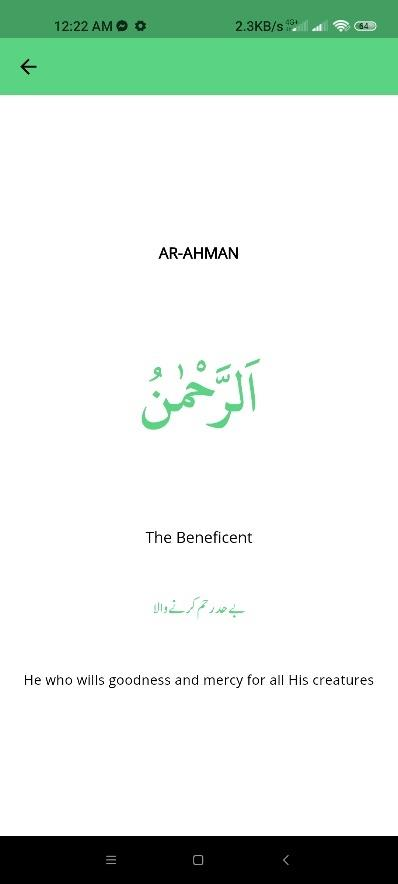 12:22 AM 2.3KB/s 4G+ 64
AR-AHMAN
اَلرَّحْمٰنُ
The Beneficent
بے حد رحم کرنے والا
He who wills goodness and mercy for all His creatures